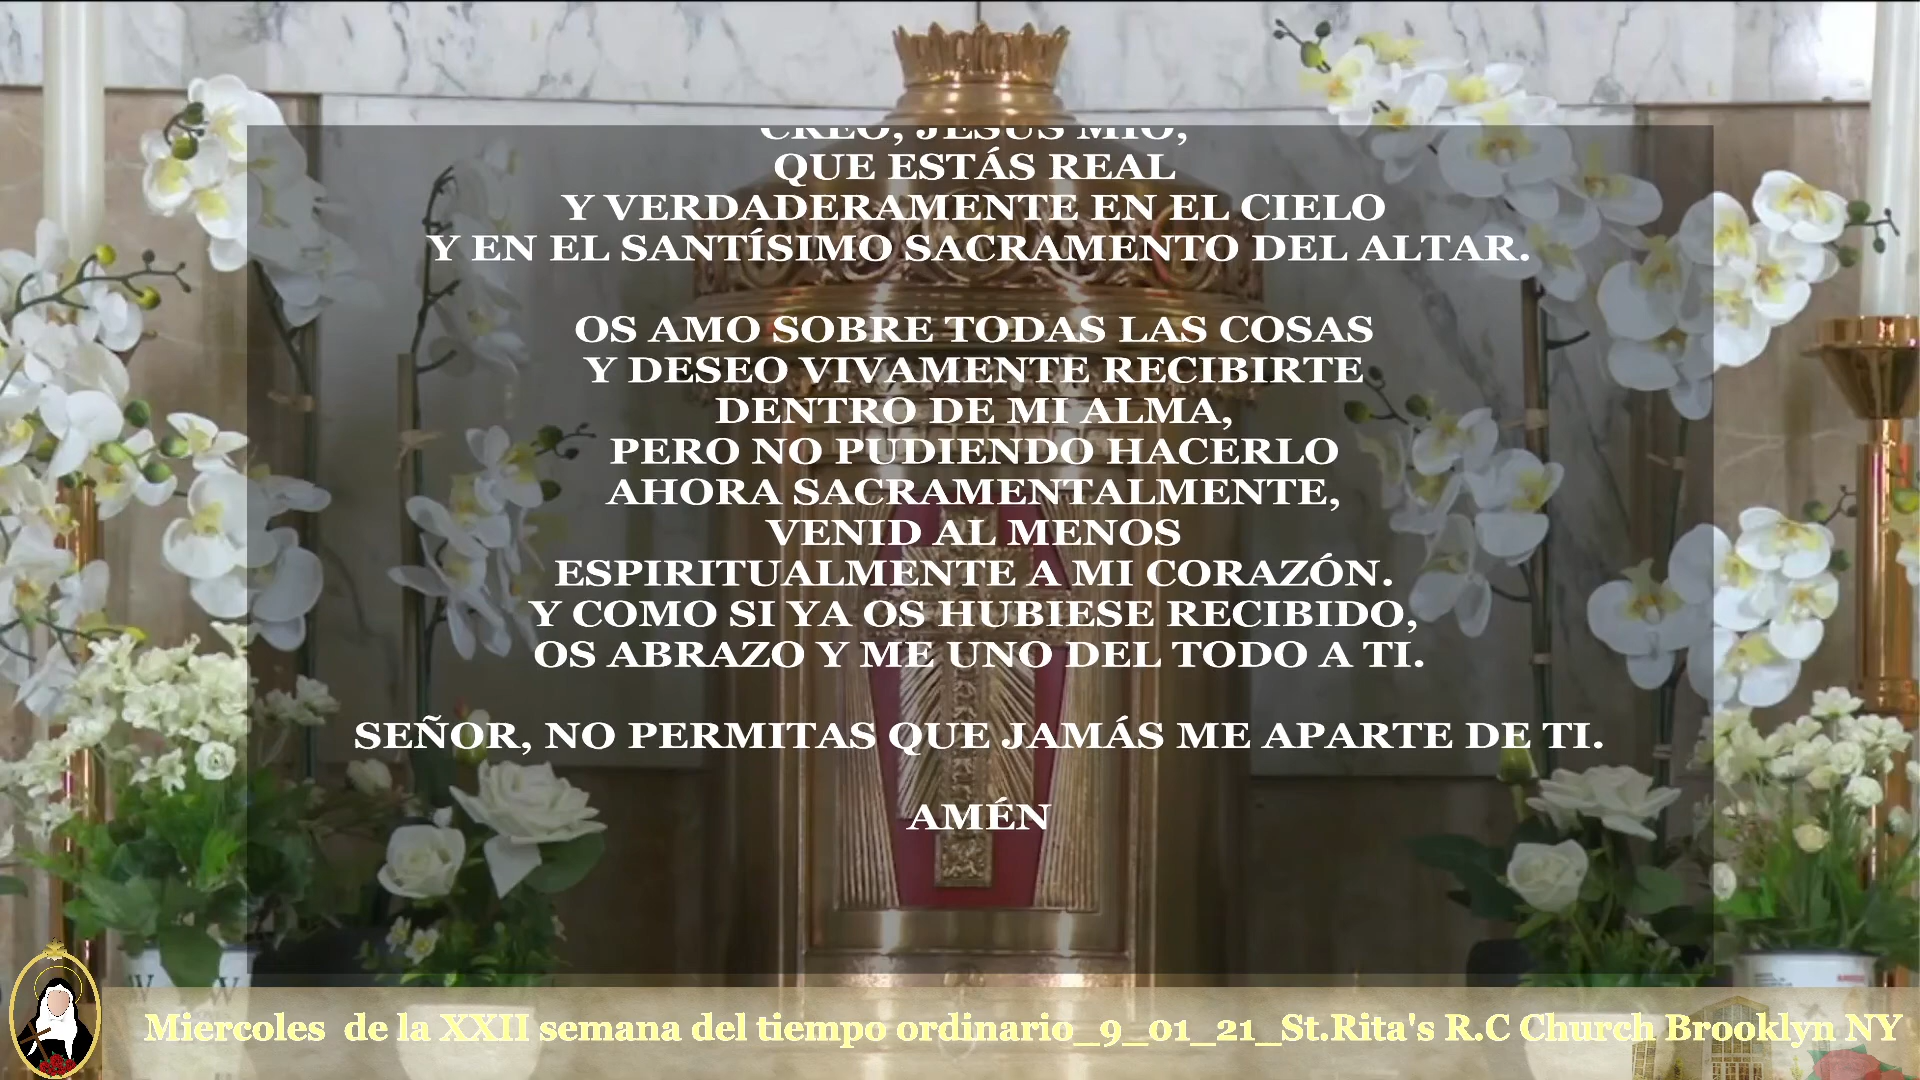 CREO, JESÚS MÍO,
QUE ESTÁS REAL
Y VERDADERAMENTE EN EL CIELO
Y EN EL SANTÍSIMO SACRAMENTO DEL ALTAR.
OS AMO SOBRE TODAS LAS COSAS
Y DESEO VIVAMENTE RECIBIRTE
DENTRO DE MI ALMA,
PERO NO PUDIENDO HACERLO
AHORA SACRAMENTALMENTE,
VENID AL MENOS
ESPIRITUALMENTE A MI CORAZÓN.
Y COMO SI YA OS HUBIESE RECIBIDO,
OS ABRAZO Y ME UNO DEL TODO A TI.
SEÑOR, NO PERMITAS QUE JAMÁS ME APARTE DE TI.
AMÉN
W W
Miercoles de la XXII semana del tiempo ordinario_9_01_21_St.Rita's R.C Church Brooklyn NY